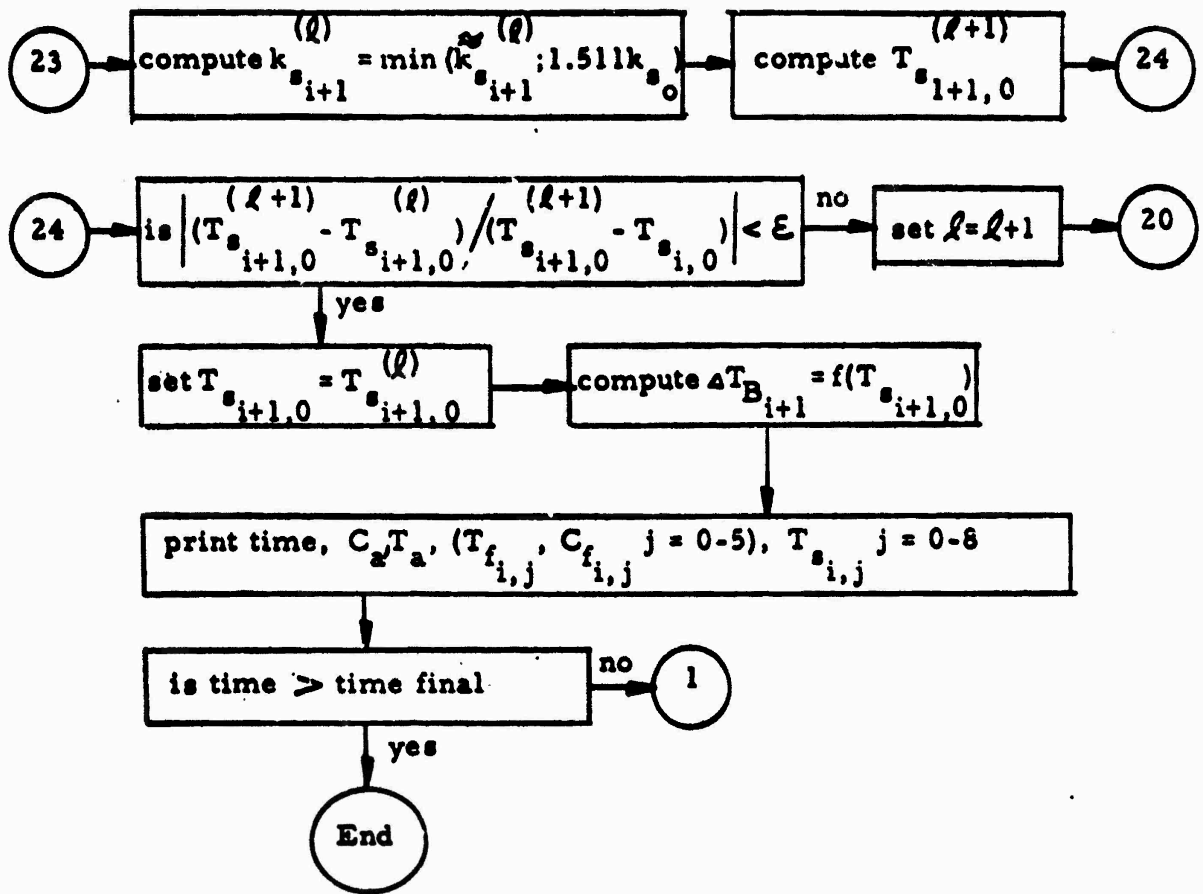 23
compute k_{s_{i+1}}^{(ℓ)} = min (k̃_{s_{i+1}}^{(ℓ)}; 1.511k_{s_o})
compute T_{s_{1+1,0}}^{(ℓ+1)}
24
24
is |(T_{s_{i+1,0}}^{(ℓ+1)} - T_{s_{i+1,0}}^{(ℓ)}) / (T_{s_{i+1,0}}^{(ℓ+1)} - T_{s_{i,0}})| < ε
no
set ℓ=ℓ+1
20
yes
set T_{s_{i+1,0}} = T_{s_{i+1,0}}^{(ℓ)}
compute ΔT_{B_{i+1}} = f(T_{s_{i+1,0}})
print time, C_a, T_a, (T_{f_{i,j}}, C_{f_{i,j}} j = 0-5), T_{s_{i,j}} j = 0-8
is time > time final
no
1
yes
End